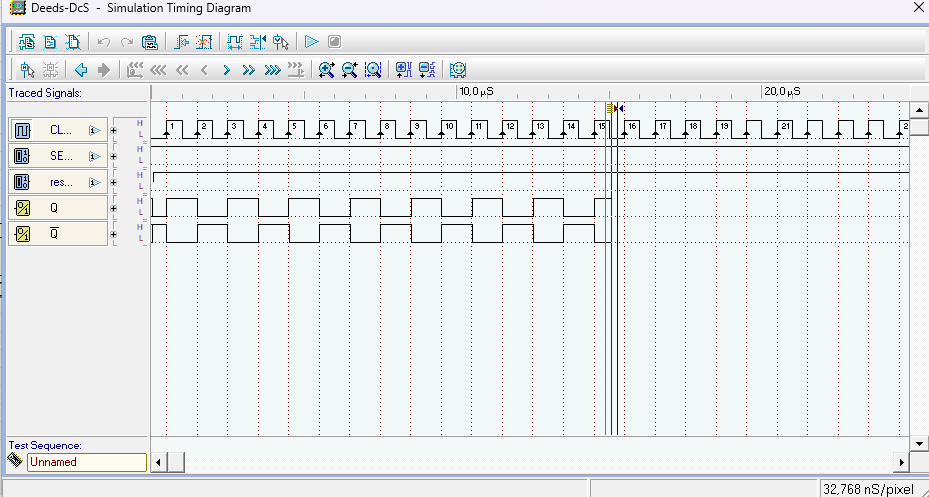 Deeds-DcS - Simulation Timing Diagram
Traced Signals:
10,0 µS
20,0 µS
CL...
H
L
1 2 3 4 5 6 7 8 9 10 11 12 13 14 15 16 17 18 19 21 2
SE...
H
L
res...
H
L
Q
H
L
Q̅
H
L
Test Sequence:
Unnamed
32,768 nS/pixel